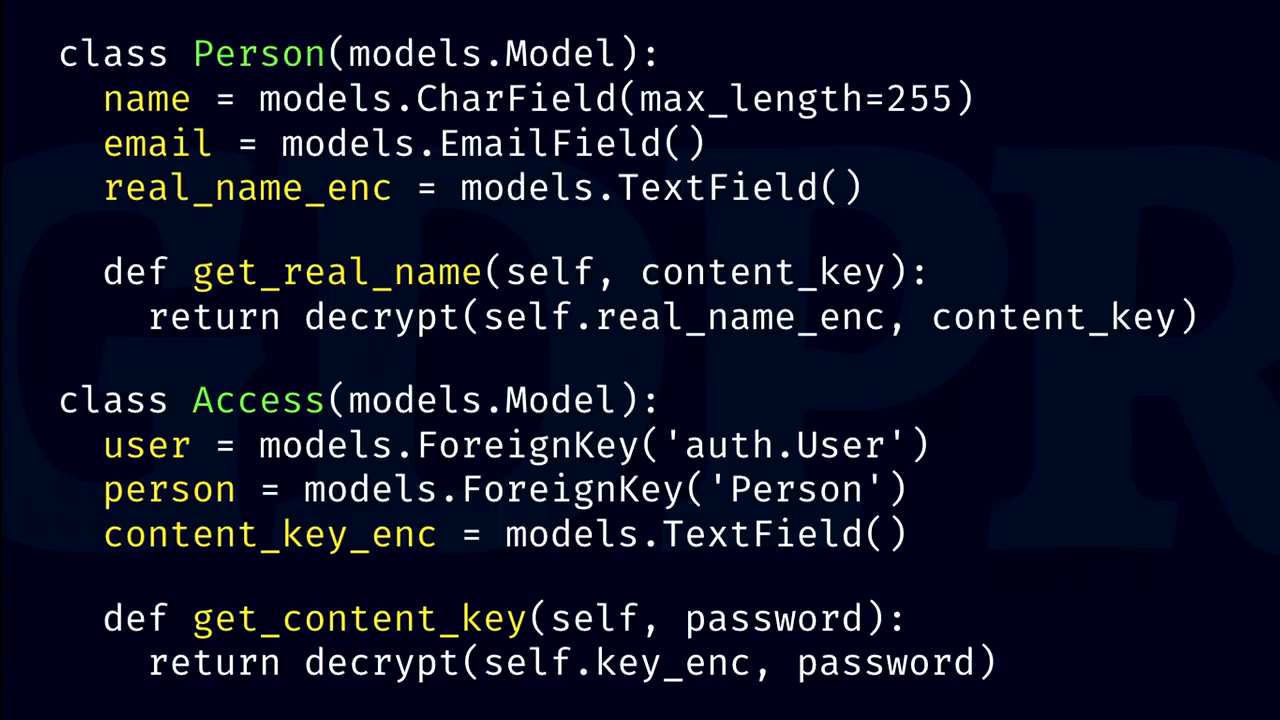 class Person(models.Model):
  name = models.CharField(max_length=255)
  email = models.EmailField()
  real_name_enc = models.TextField()

  def get_real_name(self, content_key):
    return decrypt(self.real_name_enc, content_key)

class Access(models.Model):
  user = models.ForeignKey('auth.User')
  person = models.ForeignKey('Person')
  content_key_enc = models.TextField()

  def get_content_key(self, password):
    return decrypt(self.key_enc, password)
GDPR